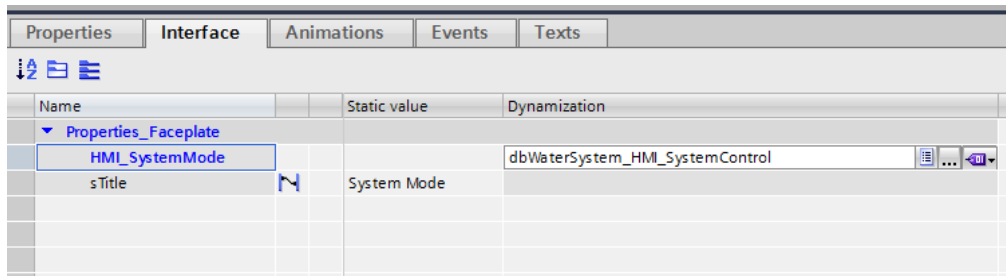 Properties Interface Animations Events Texts
Name Static value Dynamization
Properties_Faceplate
HMI_SystemMode dbWaterSystem_HMI_SystemControl
sTitle System Mode